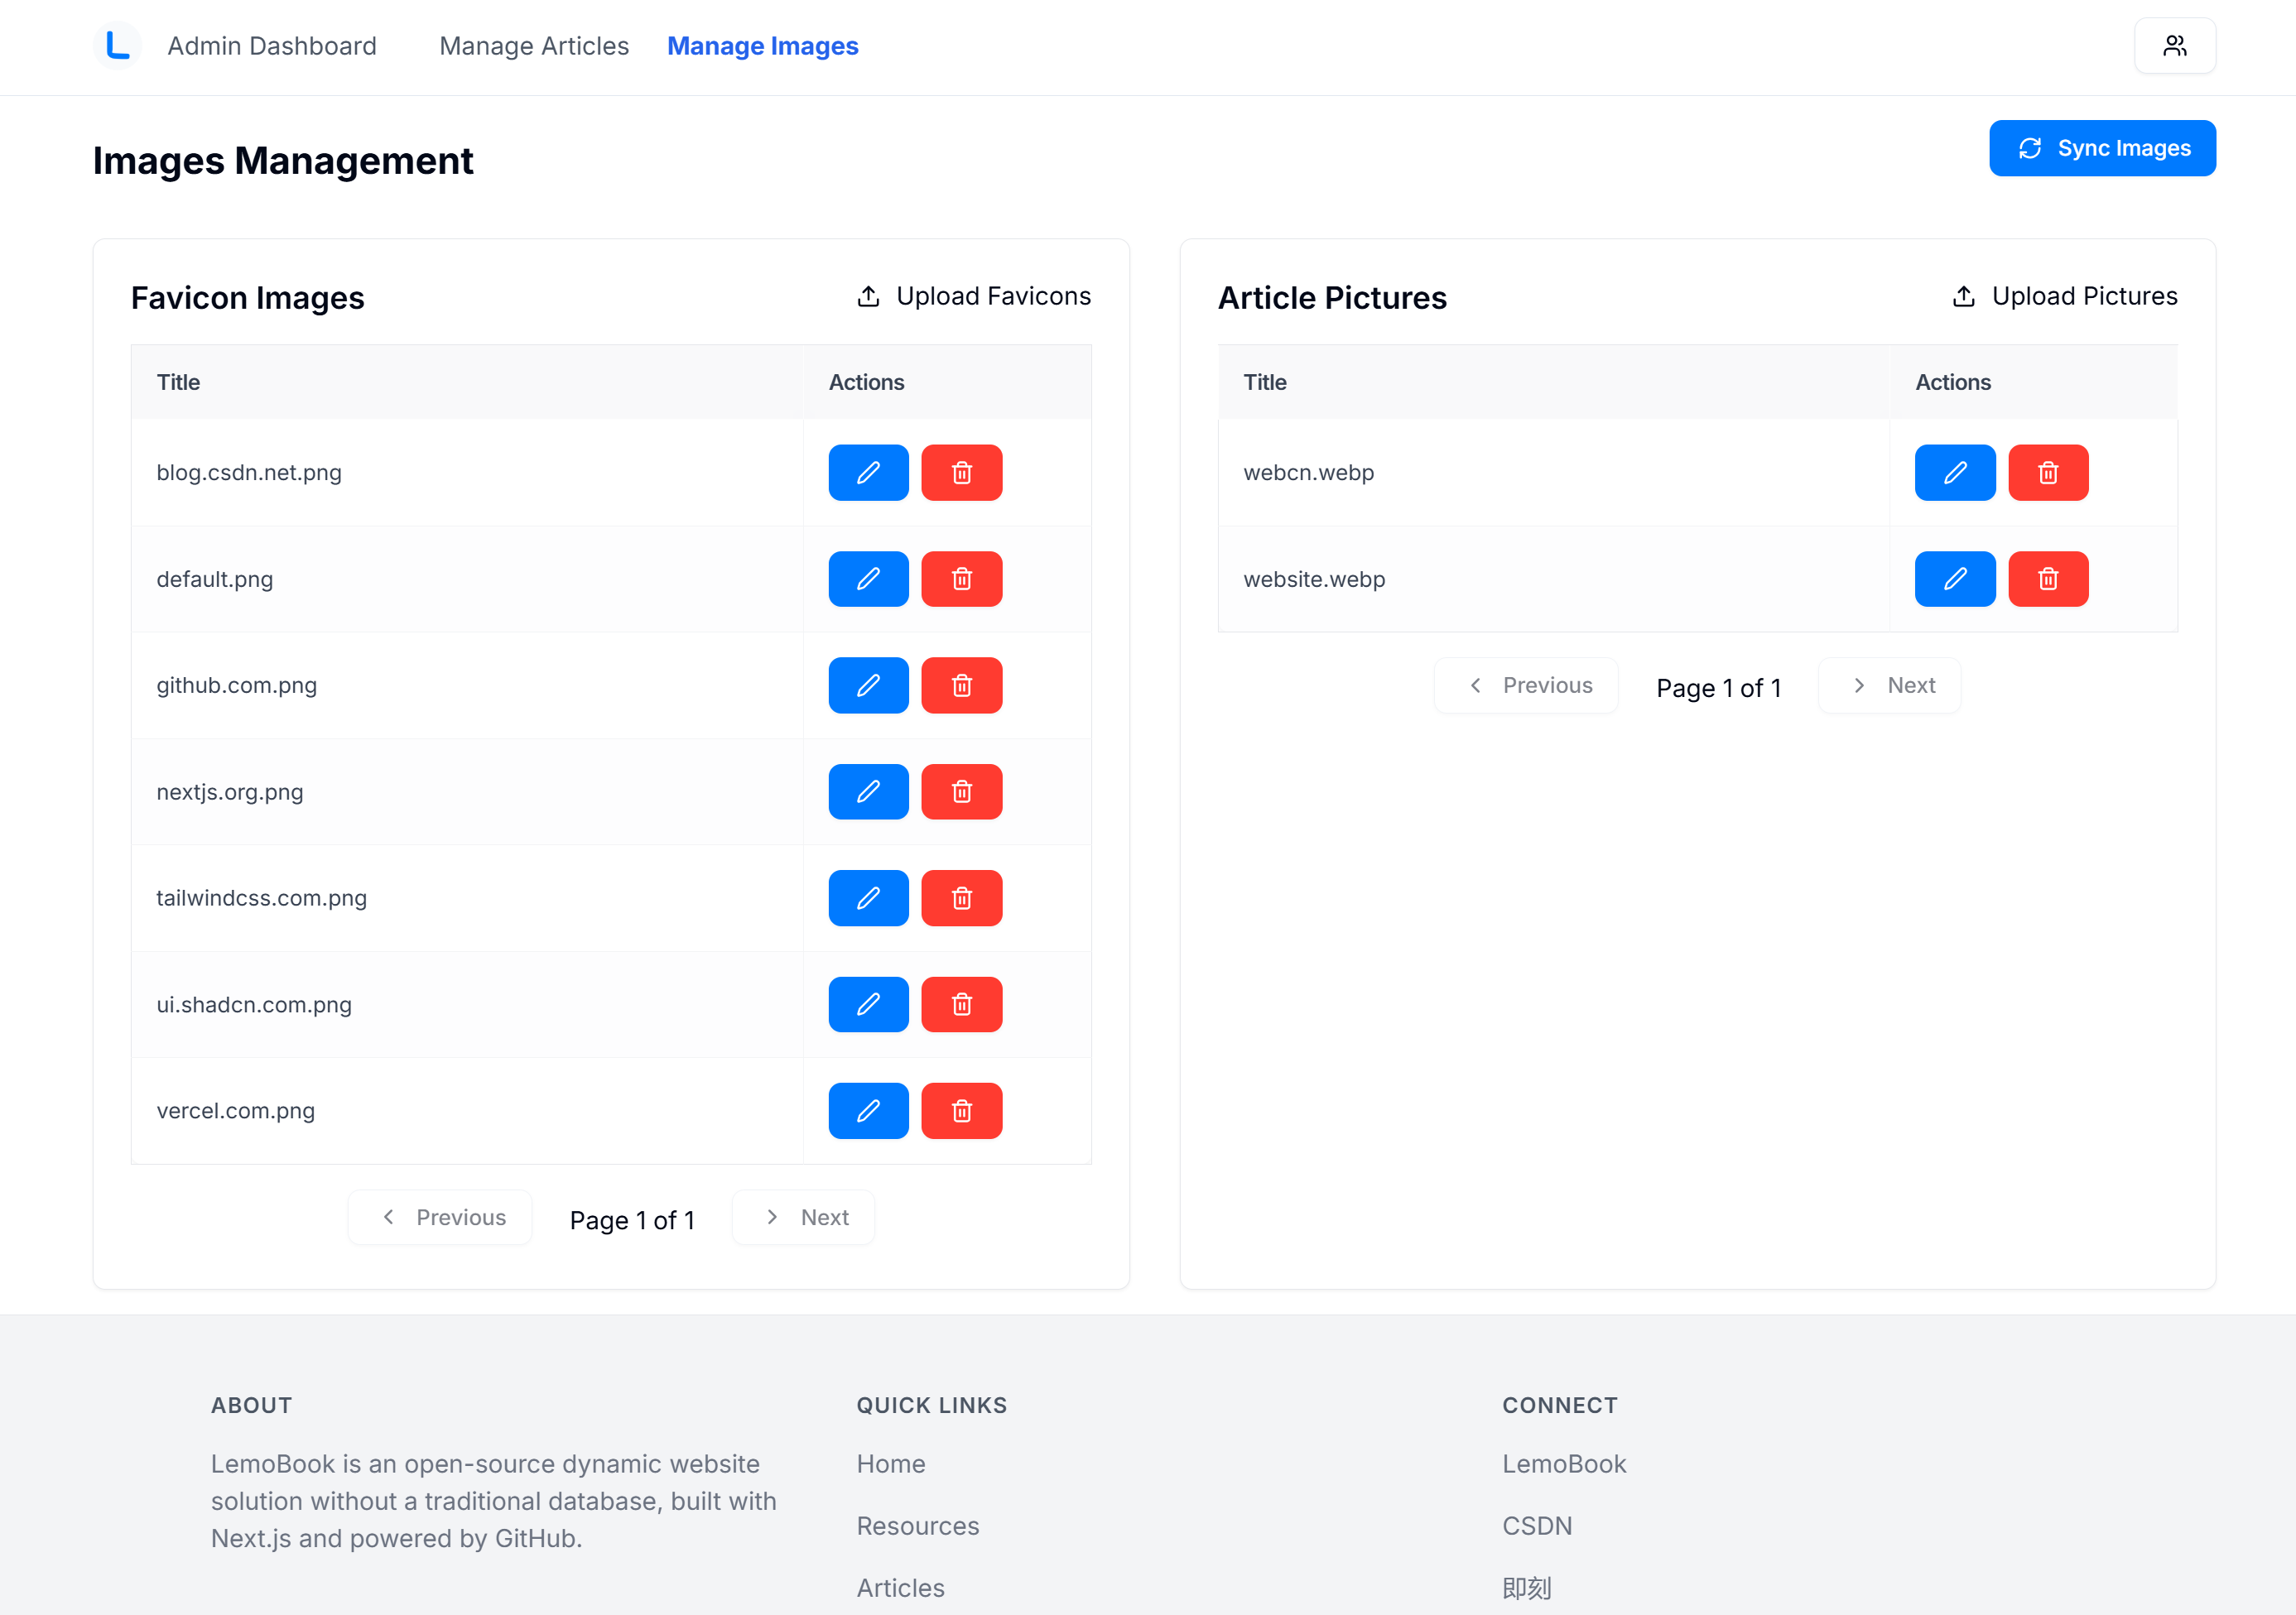 Admin Dashboard
Manage Articles
Manage Images
Images Management
Sync Images
Favicon Images
Upload Favicons
Title
Actions
blog.csdn.net.png
default.png
github.com.png
nextjs.org.png
tailwindcss.com.png
ui.shadcn.com.png
vercel.com.png
Previous
Page 1 of 1
Next
Article Pictures
Upload Pictures
Title
Actions
webcn.webp
website.webp
Previous
Page 1 of 1
Next
ABOUT
LemoBook is an open-source dynamic website
solution without a traditional database, built with
Next.js and powered by GitHub.
QUICK LINKS
Home
Resources
Articles
CONNECT
LemoBook
CSDN
即刻